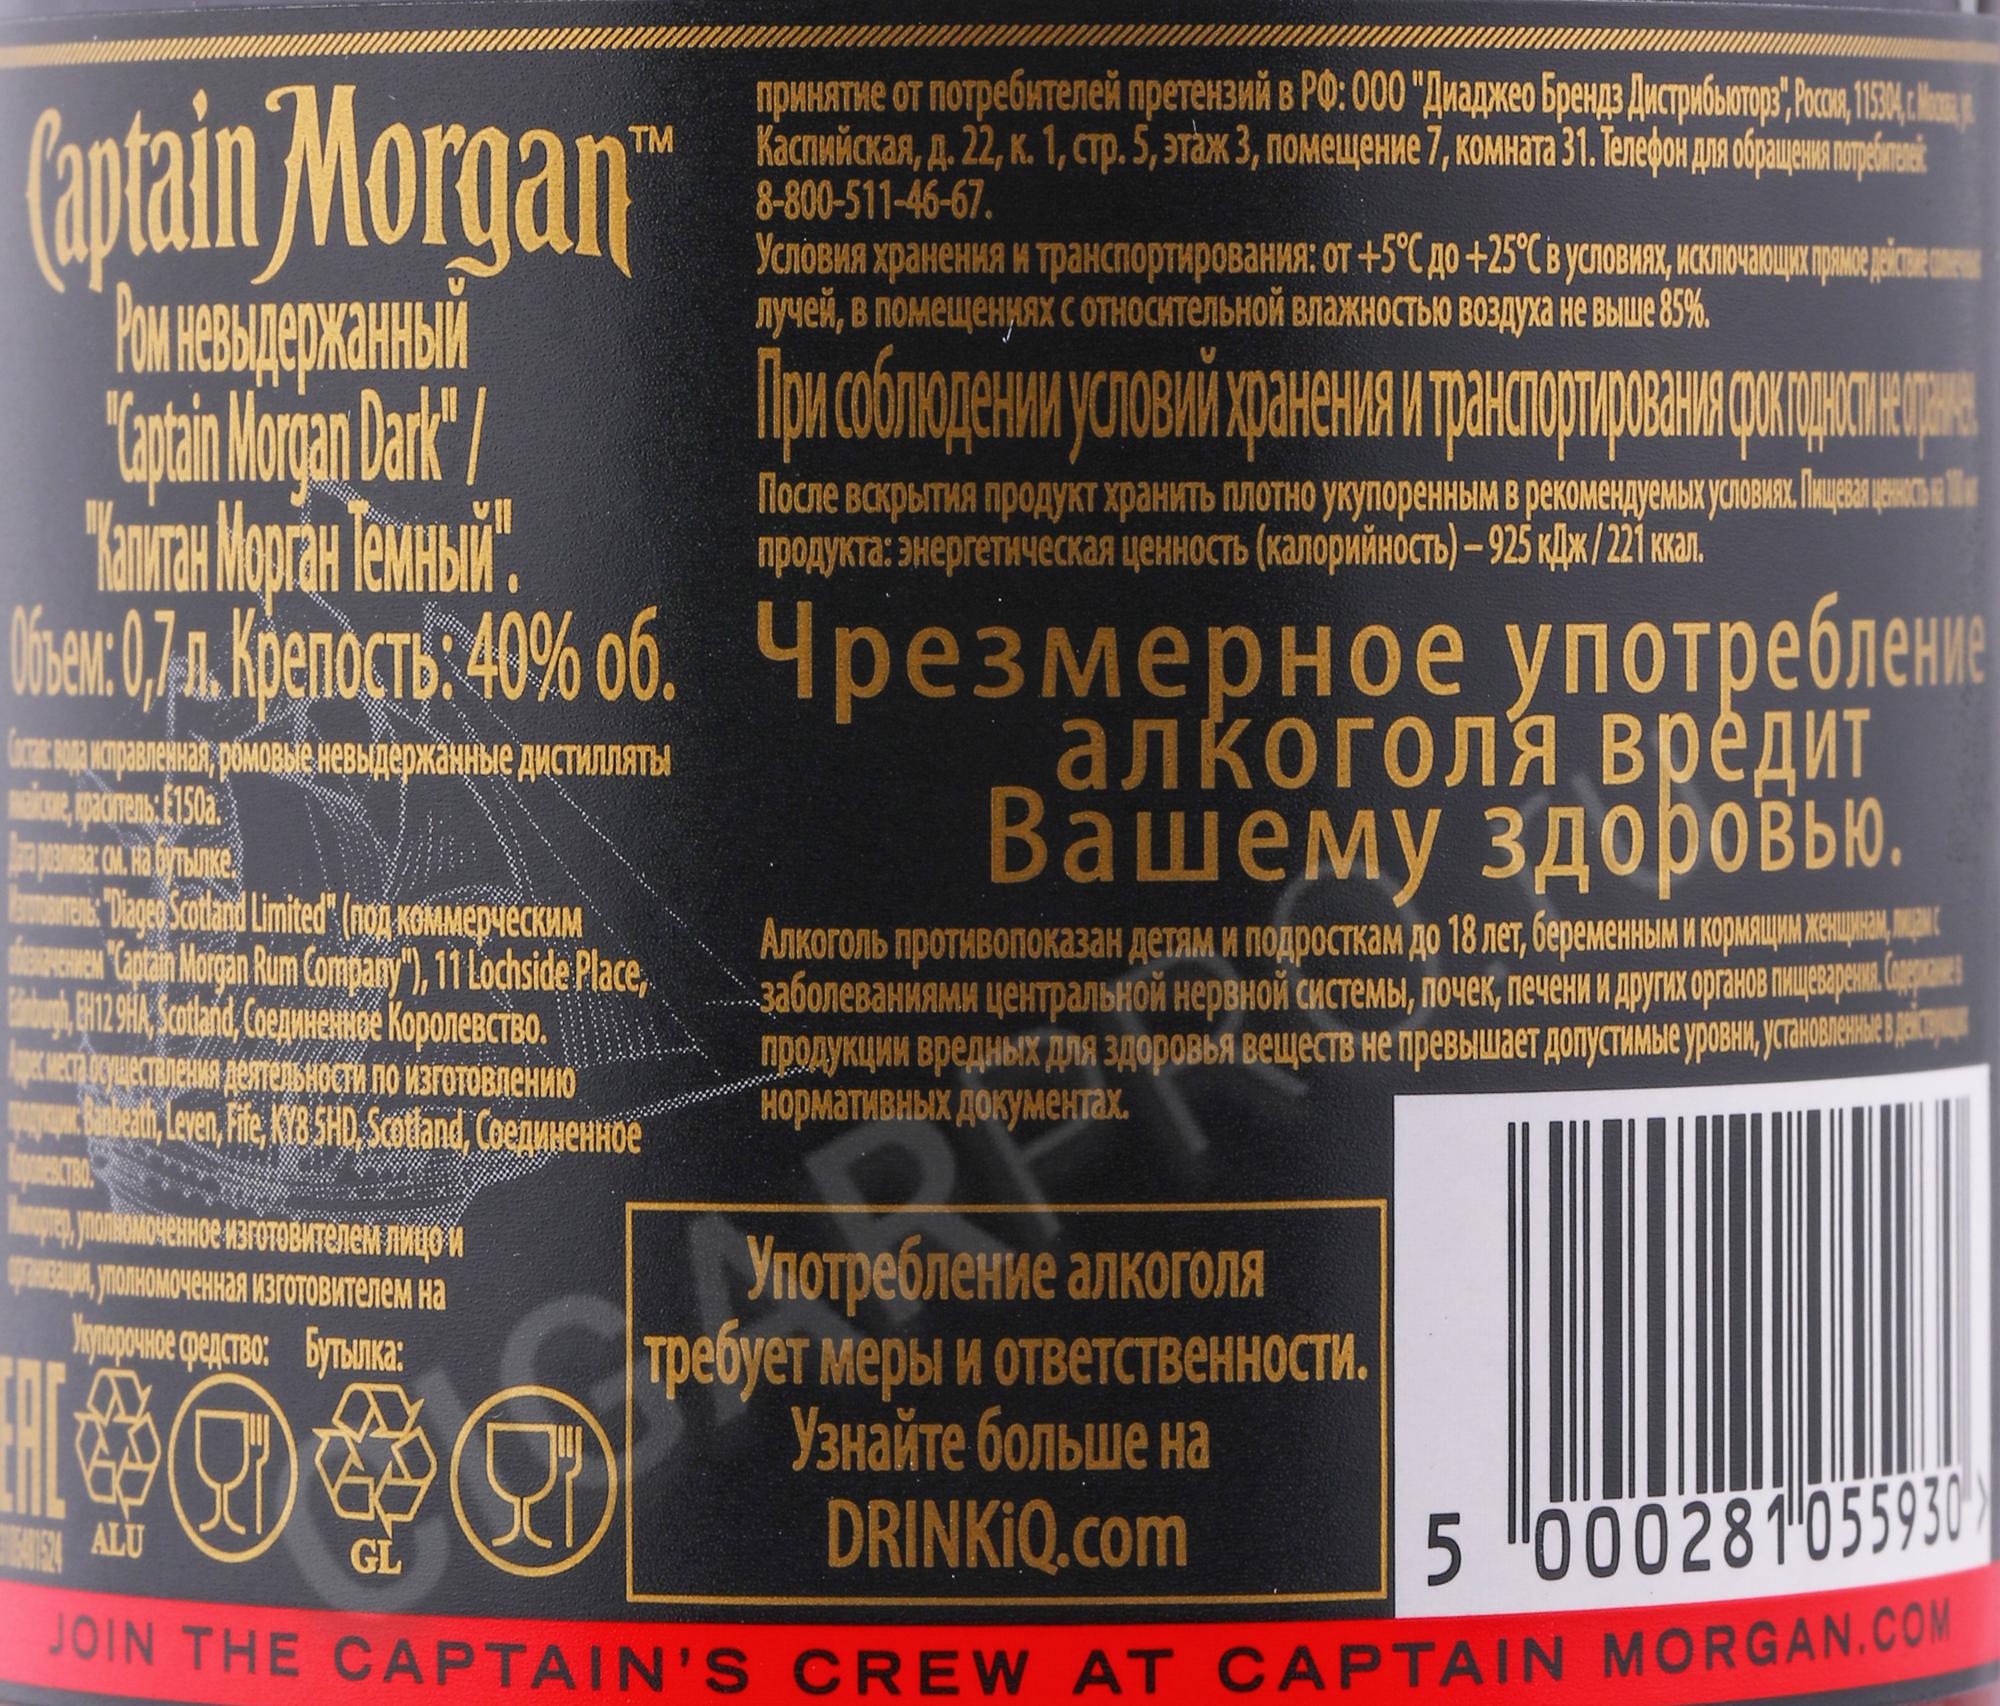 Captain Morgan™
Ром невыдержанный
"Captain Morgan Dark" /
"Капитан Морган Темный".
Объем: 0,7 л. Крепость: 40% об.
Состав: вода исправленная, ромовые невыдержанные дистилляты
ямайские, краситель: Е150а.
Дата розлива: см. на бутылке.
Изготовитель: "Diageo Scotland Limited" (под коммерческим
обозначением "Captain Morgan Rum Company"), 11 Lochside Place,
Edinburgh, EH12 9HA, Scotland, Соединенное Королевство.
Адрес места осуществления деятельности по изготовлению
продукции: Banbeath, Leven, Fife, KY8 5HD, Scotland, Соединенное
Королевство.
Импортер, уполномоченное изготовителем лицо и
организация, уполномоченная изготовителем на
Укупорочное средство: Бутылка:
EAC
ALU
GL
принятие от потребителей претензий в РФ: ООО "Диаджео Брендз Дистрибьюторз", Россия, 115304, г. Москва, ул.
Каспийская, д. 22, к. 1, стр. 5, этаж 3, помещение 7, комната 31. Телефон для обращения потребителей:
8-800-511-46-67.
Условия хранения и транспортирования: от +5°C до +25°C в условиях, исключающих прямое действие солнечных
лучей, в помещениях с относительной влажностью воздуха не выше 85%.
При соблюдении условий хранения и транспортирования срок годности не ограничен.
После вскрытия продукт хранить плотно укупоренным в рекомендуемых условиях. Пищевая ценность на 100 мл
продукта: энергетическая ценность (калорийность) – 925 кДж / 221 ккал.
Чрезмерное употребление
алкоголя вредит
Вашему здоровью.
Алкоголь противопоказан детям и подросткам до 18 лет, беременным и кормящим женщинам, лицам с
заболеваниями центральной нервной системы, почек, печени и других органов пищеварения. Содержание в
продукции вредных для здоровья веществ не превышает допустимые уровни, установленные в действующих
нормативных документах.
Употребление алкоголя
требует меры и ответственности.
Узнайте больше на
DRINKiQ.com
5 000281 055930 >
JOIN THE CAPTAIN'S CREW AT CAPTAIN MORGAN.COM
CIGARPRO.ru